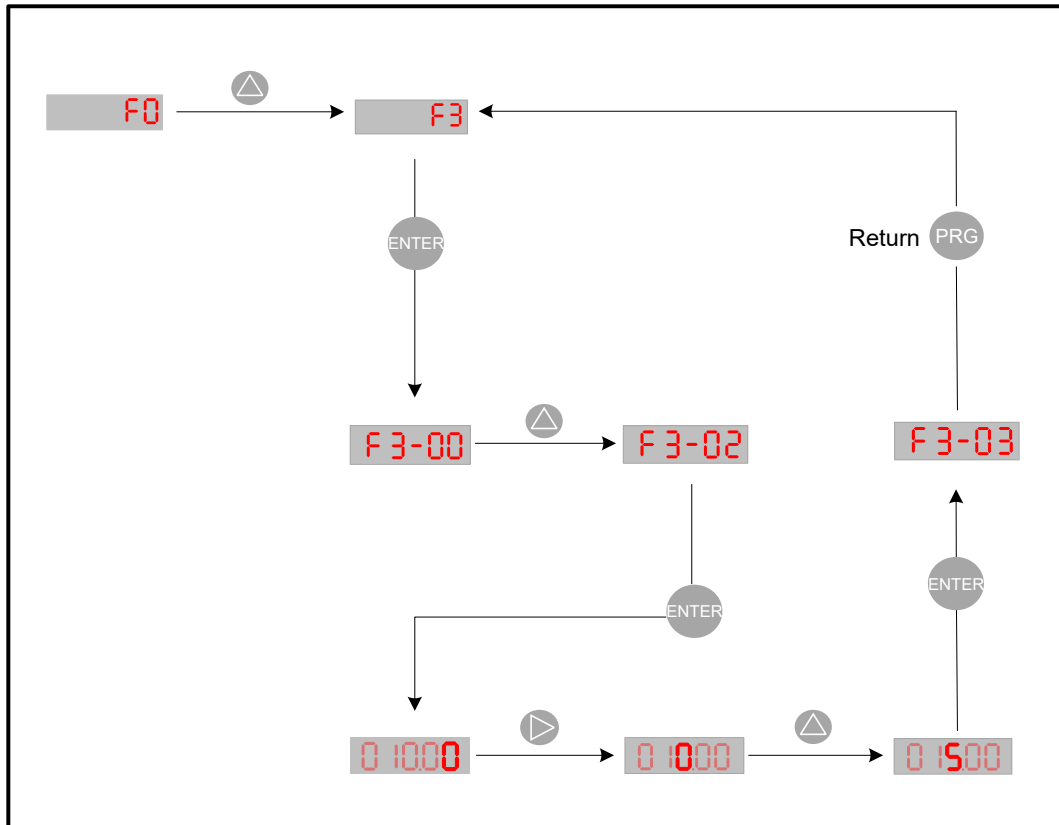 F0
F3
ENTER
Return PRG
F3-00
F3-02
F3-03
ENTER
ENTER
010.00
010.00
015.00